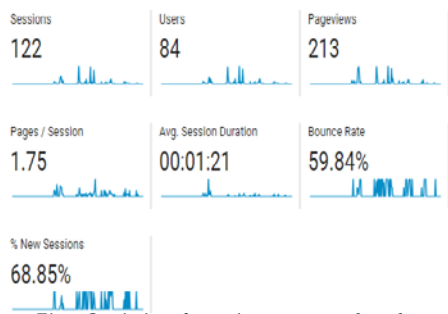 Sessions
122
Users
84
Pageviews
213
Pages / Session
1.75
Avg. Session Duration
00:01:21
Bounce Rate
59.84%
% New Sessions
68.85%